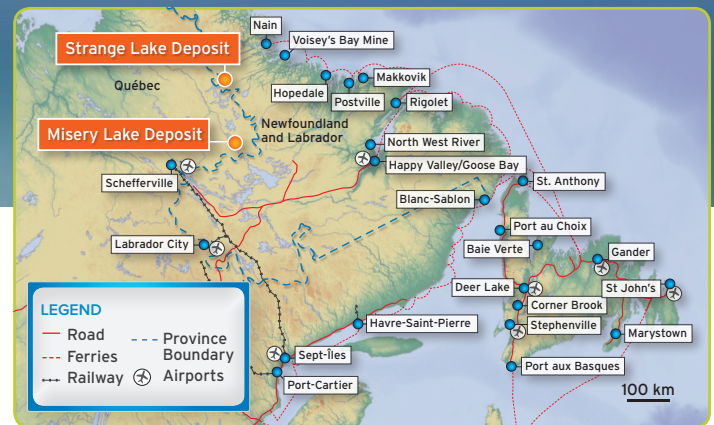 Nain
Voisey's Bay Mine
Strange Lake Deposit
Québec
Makkovik
Hopedale
Postville
Rigolet
Misery Lake Deposit
Newfoundland
and Labrador
North West River
Happy Valley/Goose Bay
Schefferville
St. Anthony
Blanc-Sablon
Port au Choix
Labrador City
Baie Verte
Gander
Deer Lake
St John's
Corner Brook
Stephenville
Marystown
Havre-Saint-Pierre
Sept-Îles
Port aux Basques
Port-Cartier
100 km
LEGEND
Road
Ferries
Railway
Province
Boundary
Airports